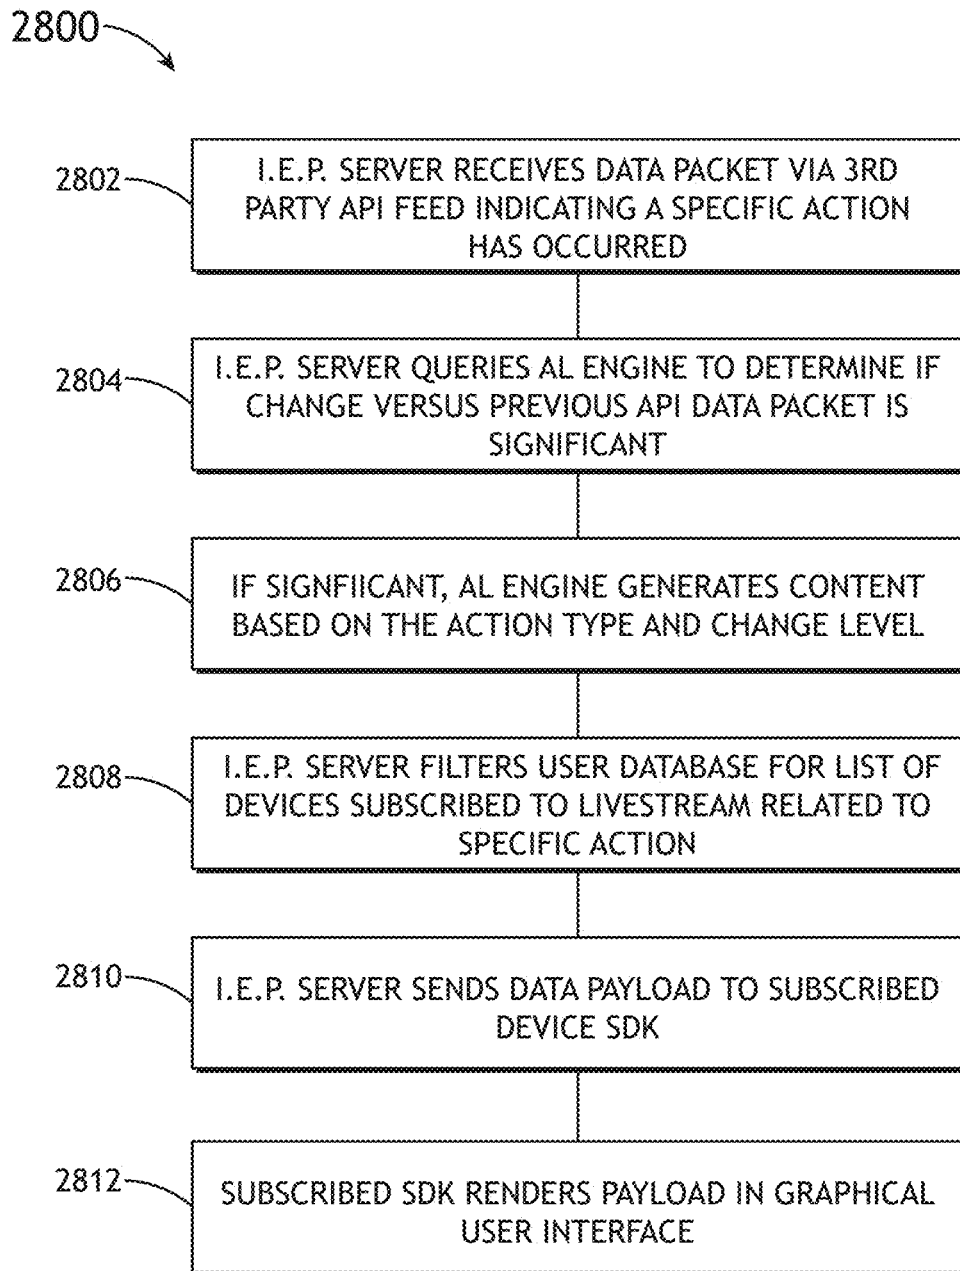 2800
2802
I.E.P. SERVER RECEIVES DATA PACKET VIA 3RD
PARTY API FEED INDICATING A SPECIFIC ACTION
HAS OCCURRED
2804
I.E.P. SERVER QUERIES AL ENGINE TO DETERMINE IF
CHANGE VERSUS PREVIOUS API DATA PACKET IS
SIGNIFICANT
2806
IF SIGNFIICANT, AL ENGINE GENERATES CONTENT
BASED ON THE ACTION TYPE AND CHANGE LEVEL
2808
I.E.P. SERVER FILTERS USER DATABASE FOR LIST OF
DEVICES SUBSCRIBED TO LIVESTREAM RELATED TO
SPECIFIC ACTION
2810
I.E.P. SERVER SENDS DATA PAYLOAD TO SUBSCRIBED
DEVICE SDK
2812
SUBSCRIBED SDK RENDERS PAYLOAD IN GRAPHICAL
USER INTERFACE